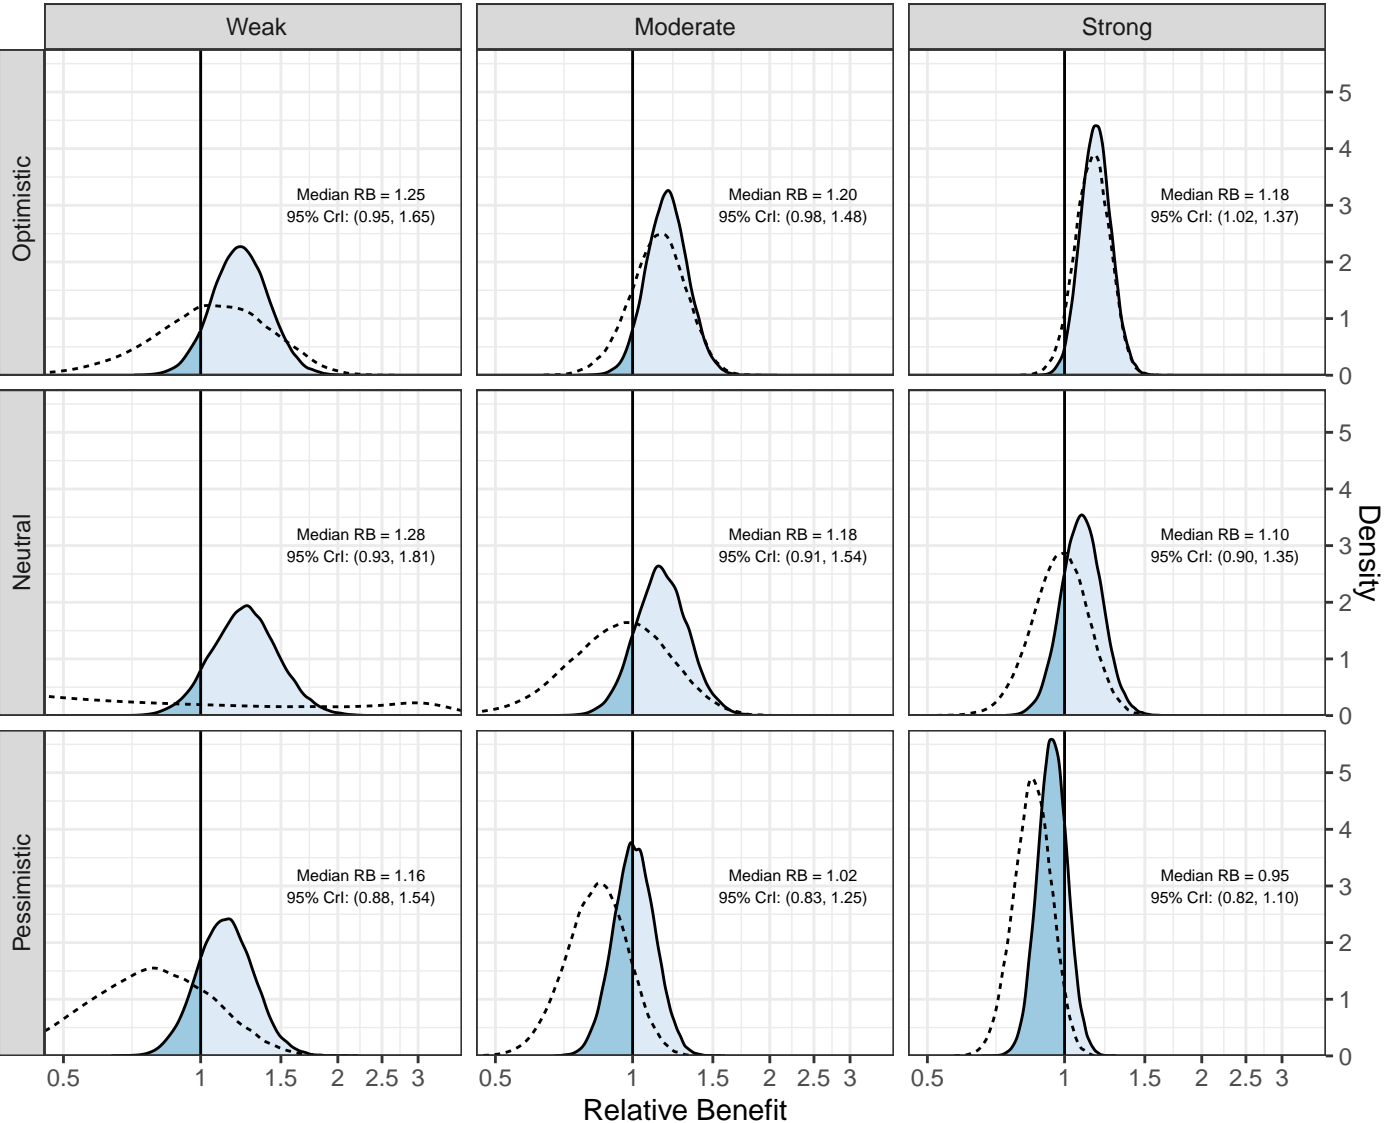 Weak
Moderate
Strong
Optimistic
Median RB = 1.25
95% CrI: (0.95, 1.65)
Median RB = 1.20
95% CrI: (0.98, 1.48)
Median RB = 1.18
95% CrI: (1.02, 1.37)
5
4
3
2
1
0
Neutral
Median RB = 1.28
95% CrI: (0.93, 1.81)
Median RB = 1.18
95% CrI: (0.91, 1.54)
Median RB = 1.10
95% CrI: (0.90, 1.35)
5
4
3
2
1
0
Density
Pessimistic
Median RB = 1.16
95% CrI: (0.88, 1.54)
Median RB = 1.02
95% CrI: (0.83, 1.25)
Median RB = 0.95
95% CrI: (0.82, 1.10)
5
4
3
2
1
0
0.5 1 1.5 2 2.5 3
0.5 1 1.5 2 2.5 3
0.5 1 1.5 2 2.5 3
Relative Benefit